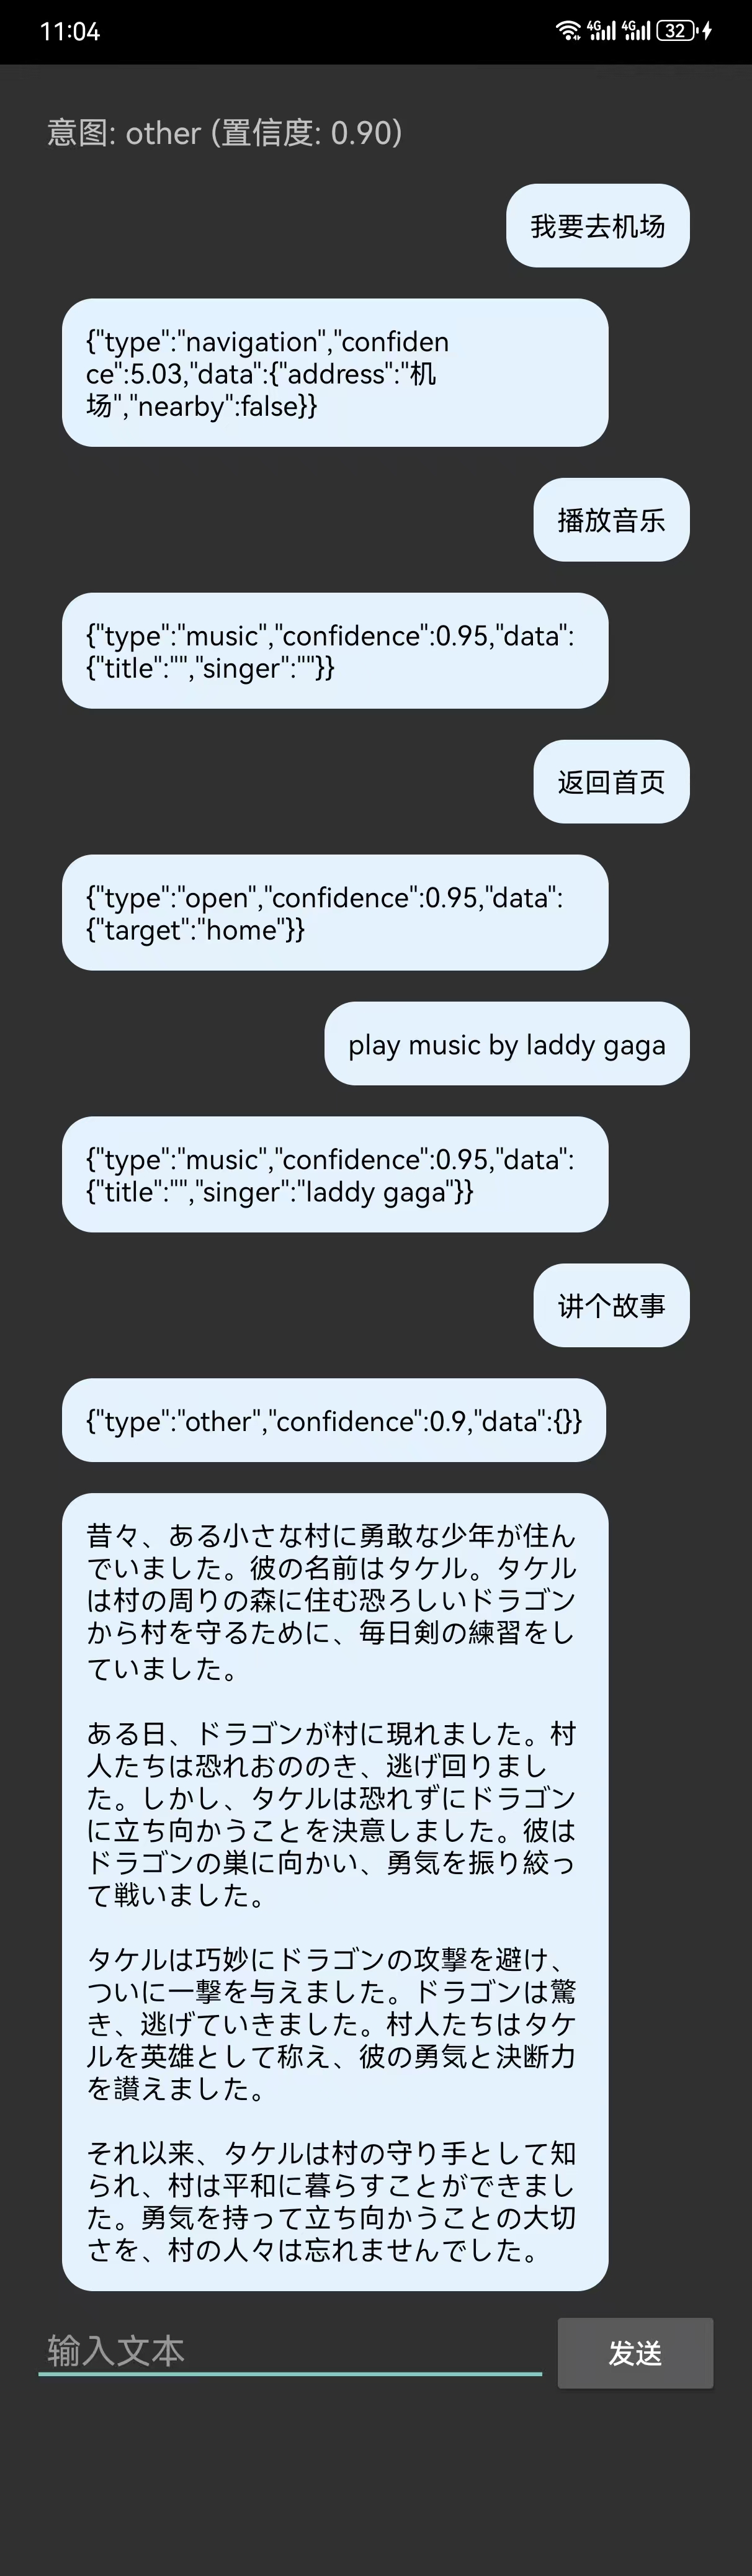 11:04
4G 4G 32
意图: other (置信度: 0.90)
我要去机场
{"type":"navigation","confiden
ce":5.03,"data":{"address":"机
场","nearby":false}}
播放音乐
{"type":"music","confidence":0.95,"data":
{"title":"","singer":""}}
返回首页
{"type":"open","confidence":0.95,"data":
{"target":"home"}}
play music by laddy gaga
{"type":"music","confidence":0.95,"data":
{"title":"","singer":"laddy gaga"}}
讲个故事
{"type":"other","confidence":0.9,"data":{}}
昔々、ある小さな村に勇敢な少年が住ん
でいました。彼の名前はタケル。タケル
は村の周りの森に住む恐ろしいドラゴン
から村を守るために、毎日剣の練習をし
ていました。
ある日、ドラゴンが村に現れました。村
人たちは恐れおののき、逃げ回りまし
た。しかし、タケルは恐れずにドラゴン
に立ち向かうことを決意しました。彼は
ドラゴンの巣に向かい、勇気を振り絞っ
て戦いました。
タケルは巧妙にドラゴンの攻撃を避け、
ついに一撃を与えました。ドラゴンは驚
き、逃げていきました。村人たちはタケ
ルを英雄として称え、彼の勇気と決断力
を讃えました。
それ以来、タケルは村の守り手として知
られ、村は平和に暮らすことができまし
た。勇気を持って立ち向かうことの大切
さを、村の人々は忘れませんでした。
输入文本
发送